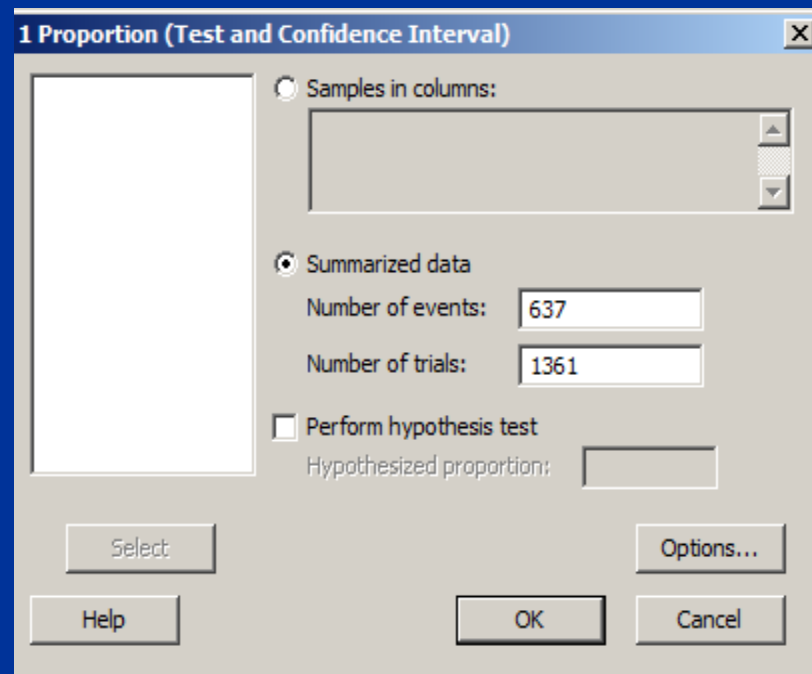 1 Proportion (Test and Confidence Interval)
Samples in columns:
Summarized data
Number of events: 637
Number of trials: 1361
Perform hypothesis test
Hypothesized proportion:
Select
Options...
Help
OK
Cancel